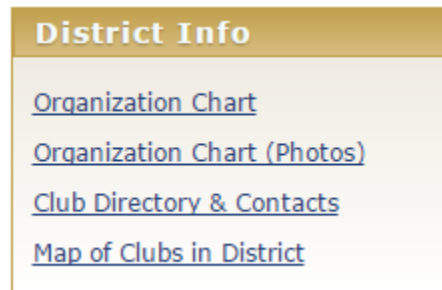 District Info
Organization Chart
Organization Chart (Photos)
Club Directory & Contacts
Map of Clubs in District